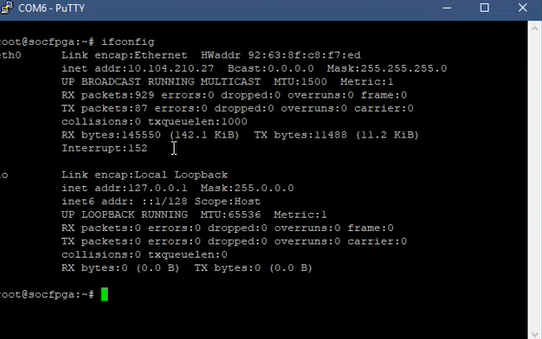 COM6 - PuTTY
root@socfpga:~# ifconfig
eth0 Link encap:Ethernet HWaddr 92:63:8f:c8:f7:ed
inet addr:10.104.210.27 Bcast:0.0.0.0 Mask:255.255.255.0
UP BROADCAST RUNNING MULTICAST MTU:1500 Metric:1
RX packets:929 errors:0 dropped:0 overruns:0 frame:0
TX packets:87 errors:0 dropped:0 overruns:0 carrier:0
collisions:0 txqueuelen:1000
RX bytes:145550 (142.1 KiB) TX bytes:11488 (11.2 KiB)
Interrupt:152
lo Link encap:Local Loopback
inet addr:127.0.0.1 Mask:255.0.0.0
inet6 addr: ::1/128 Scope:Host
UP LOOPBACK RUNNING MTU:65536 Metric:1
RX packets:0 errors:0 dropped:0 overruns:0 frame:0
TX packets:0 errors:0 dropped:0 overruns:0 carrier:0
collisions:0 txqueuelen:0
RX bytes:0 (0.0 B) TX bytes:0 (0.0 B)
root@socfpga:~#